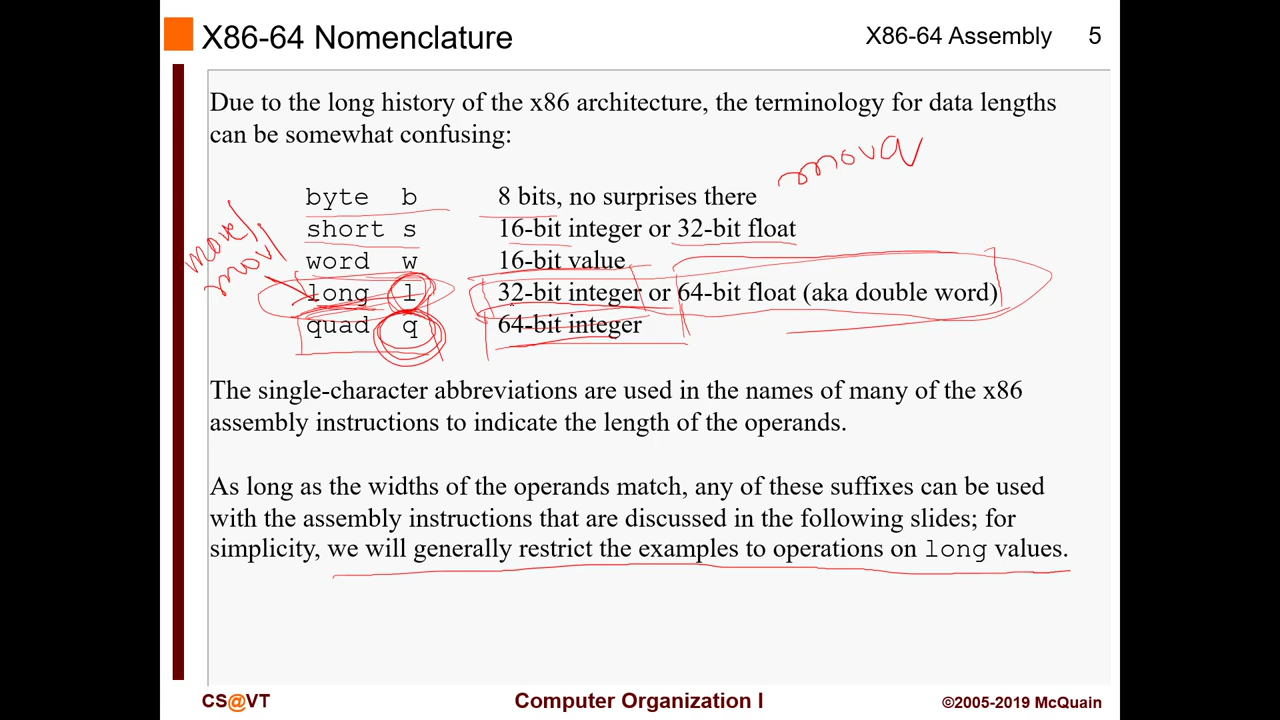 X86-64 Nomenclature
X86-64 Assembly 5
Due to the long history of the x86 architecture, the terminology for data lengths
can be somewhat confusing:
movq
byte b 8 bits, no surprises there
short s 16-bit integer or 32-bit float
word w 16-bit value
long l 32-bit integer or 64-bit float (aka double word)
quad q 64-bit integer
movl
movl
The single-character abbreviations are used in the names of many of the x86
assembly instructions to indicate the length of the operands.
As long as the widths of the operands match, any of these suffixes can be used
with the assembly instructions that are discussed in the following slides; for
simplicity, we will generally restrict the examples to operations on long values.
CS@VT
Computer Organization I
©2005-2019 McQuain